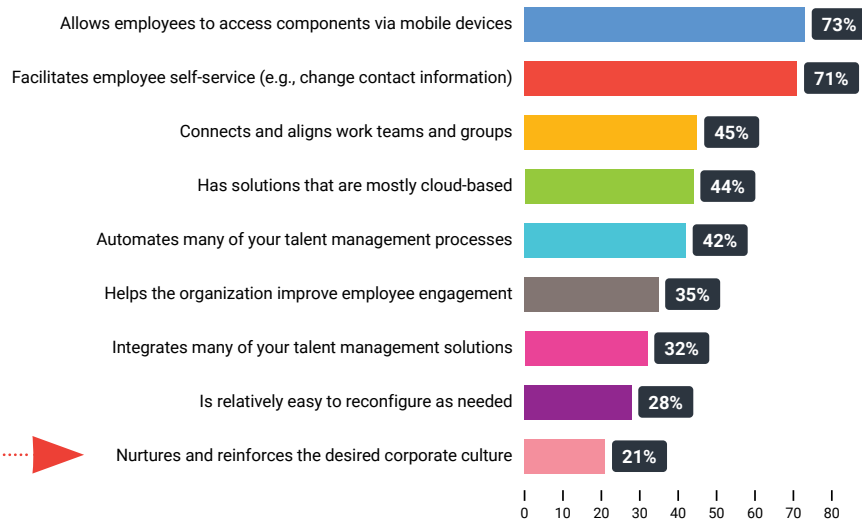 Allows employees to access components via mobile devices 73%
Facilitates employee self-service (e.g., change contact information) 71%
Connects and aligns work teams and groups 45%
Has solutions that are mostly cloud-based 44%
Automates many of your talent management processes 42%
Helps the organization improve employee engagement 35%
Integrates many of your talent management solutions 32%
Is relatively easy to reconfigure as needed 28%
Nurtures and reinforces the desired corporate culture 21%
0 10 20 30 40 50 60 70 80